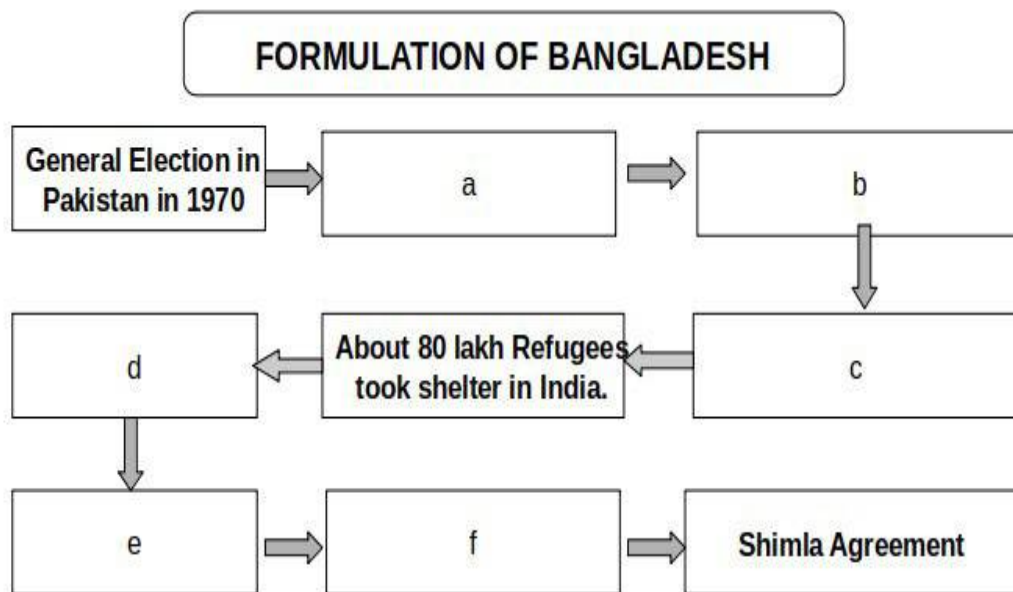 FORMULATION OF BANGLADESH
General Election in
Pakistan in 1970
a
b
c
About 80 lakh Refugees
took shelter in India.
d
e
f
Shimla Agreement